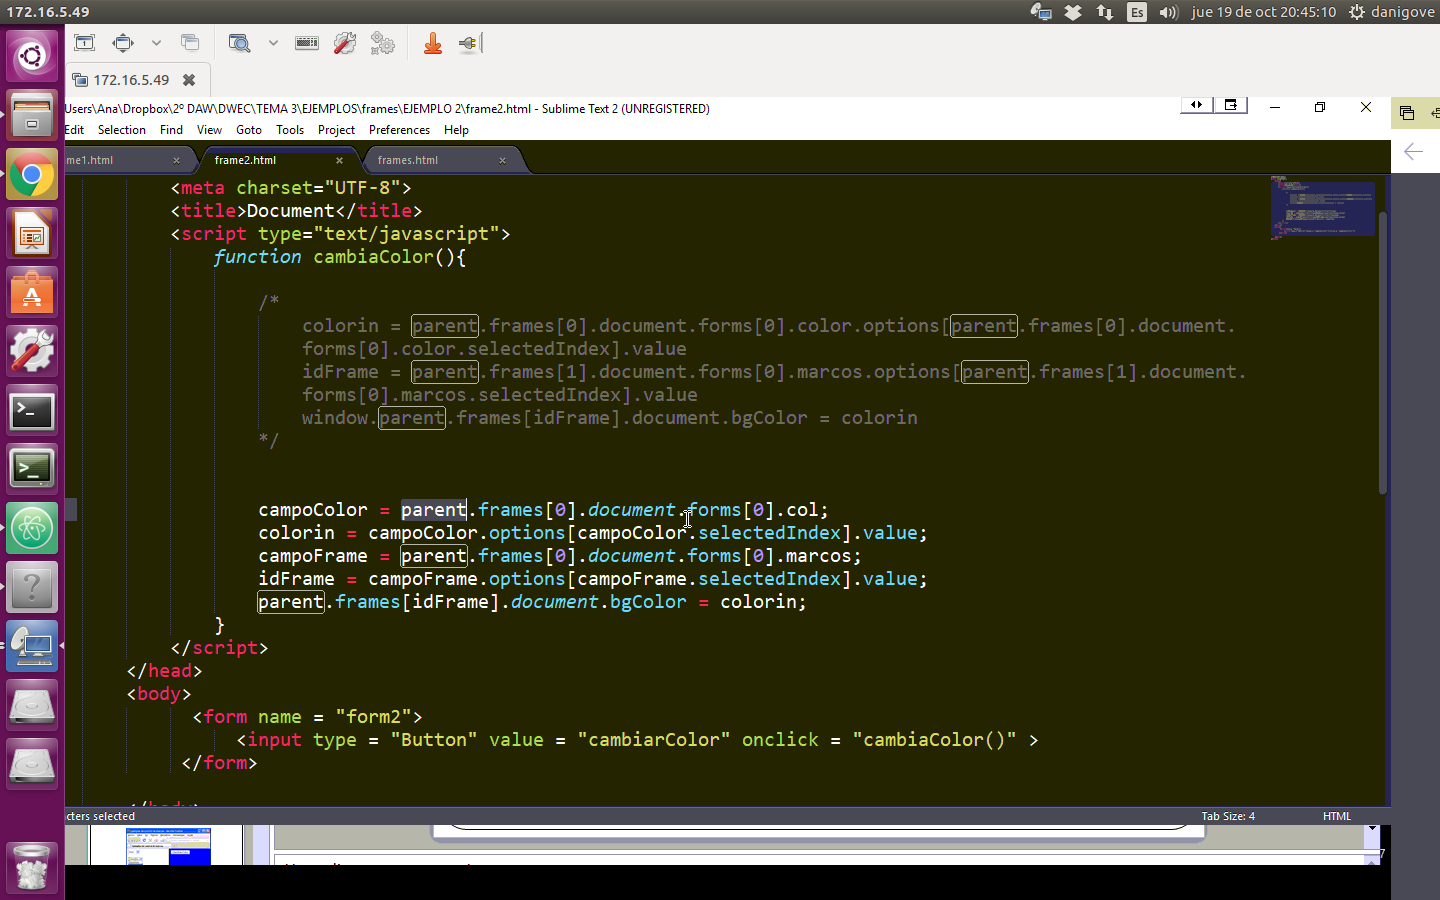 172.16.5.49
Es
jue 19 de oct 20:45:10
danigove
172.16.5.49
Users\Ana\Dropbox\2º DAW\DWEC\TEMA 3\EJEMPLOS\frames\EJEMPLO 2\frame2.html - Sublime Text 2 (UNREGISTERED)
Edit Selection Find View Goto Tools Project Preferences Help
me1.html frame2.html frames.html
<meta charset="UTF-8">
<title>Document</title>
<script type="text/javascript">
function cambiaColor(){
/*
colorin = parent.frames[0].document.forms[0].color.options[parent.frames[0].document.
forms[0].color.selectedIndex].value
idFrame = parent.frames[1].document.forms[0].marcos.options[parent.frames[1].document.
forms[0].marcos.selectedIndex].value
window.parent.frames[idFrame].document.bgColor = colorin
*/
campoColor = parent.frames[0].document.forms[0].col;
colorin = campoColor.options[campoColor.selectedIndex].value;
campoFrame = parent.frames[0].document.forms[0].marcos;
idFrame = campoFrame.options[campoFrame.selectedIndex].value;
parent.frames[idFrame].document.bgColor = colorin;
}
</script>
</head>
<body>
<form name = "form2">
<input type = "Button" value = "cambiarColor" onclick = "cambiaColor()" >
</form>
</body>
cters selected
Tab Size: 4
HTML